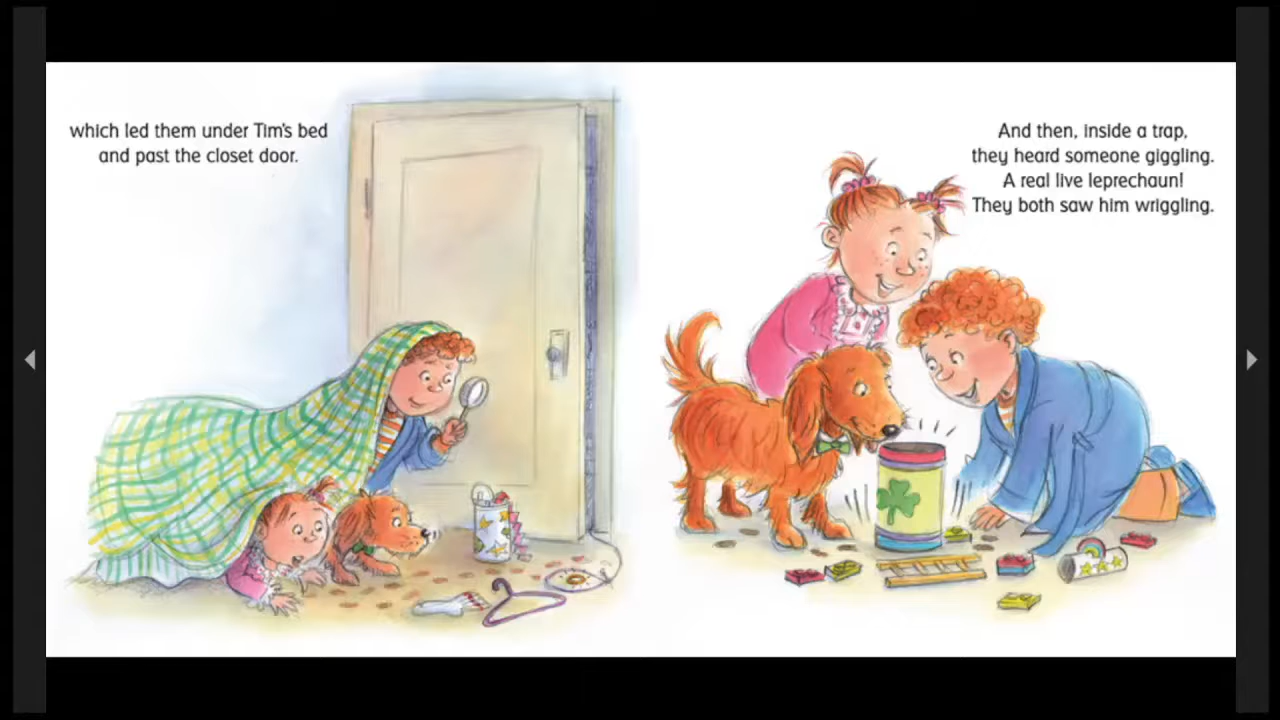 which led them under Tim's bed
and past the closet door.
And then, inside a trap,
they heard someone giggling.
A real live leprechaun!
They both saw him wriggling.